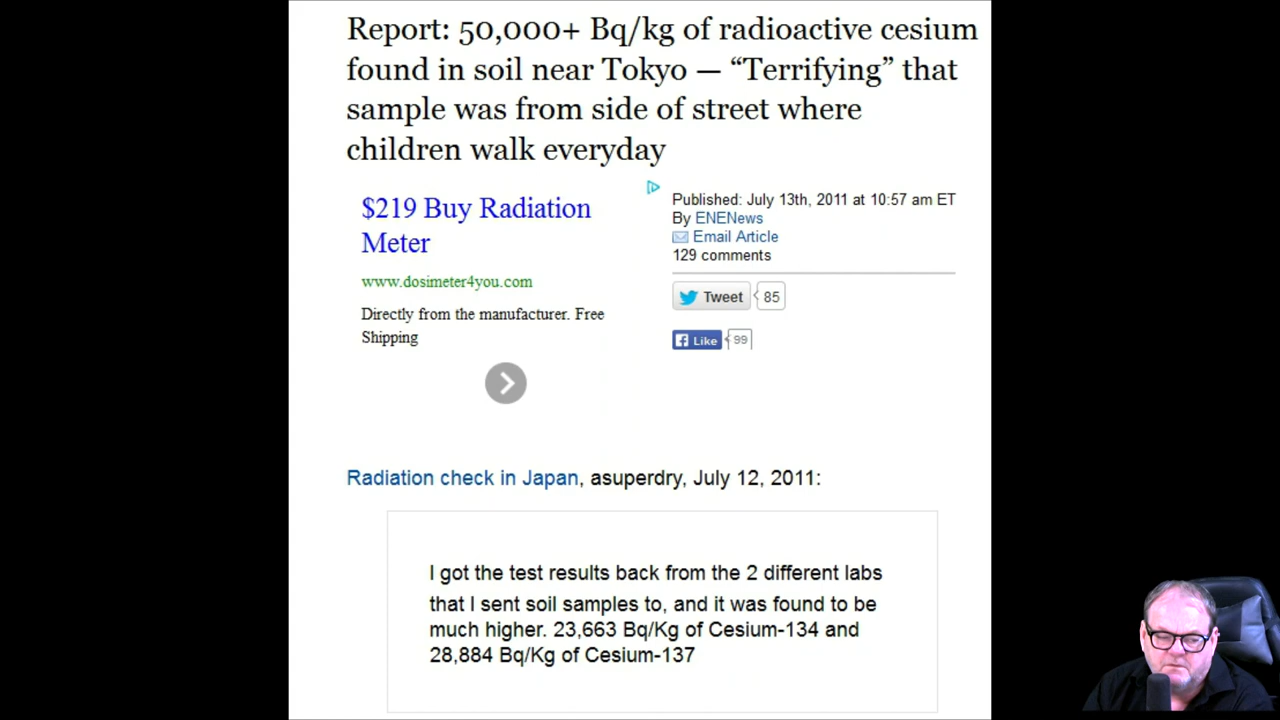 Report: 50,000+ Bq/kg of radioactive cesium
found in soil near Tokyo — “Terrifying” that
sample was from side of street where
children walk everyday
$219 Buy Radiation
Meter
www.dosimeter4you.com
Directly from the manufacturer. Free
Shipping
Published: July 13th, 2011 at 10:57 am ET
By ENENews
Email Article
129 comments
Tweet 85
Like 99
Radiation check in Japan, asuperdry, July 12, 2011:
I got the test results back from the 2 different labs
that I sent soil samples to, and it was found to be
much higher. 23,663 Bq/Kg of Cesium-134 and
28,884 Bq/Kg of Cesium-137